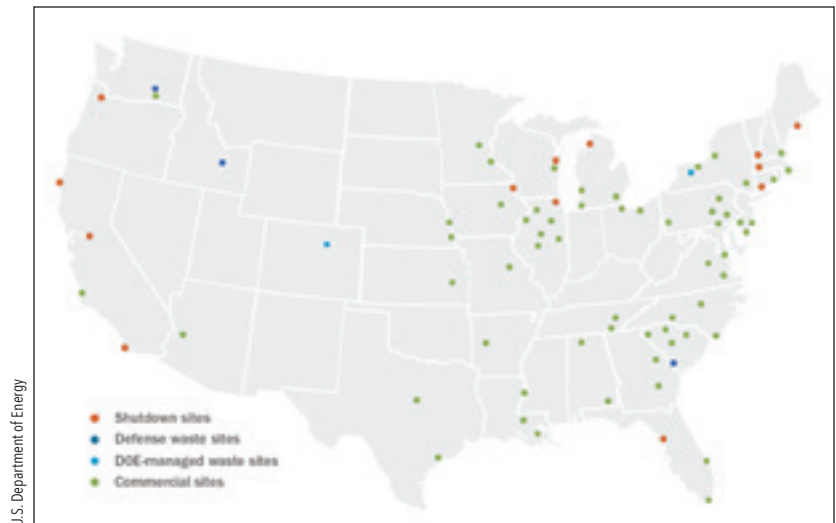 Shutdown sites
Defense waste sites
DOE-managed waste sites
Commercial sites
U.S. Department of Energy